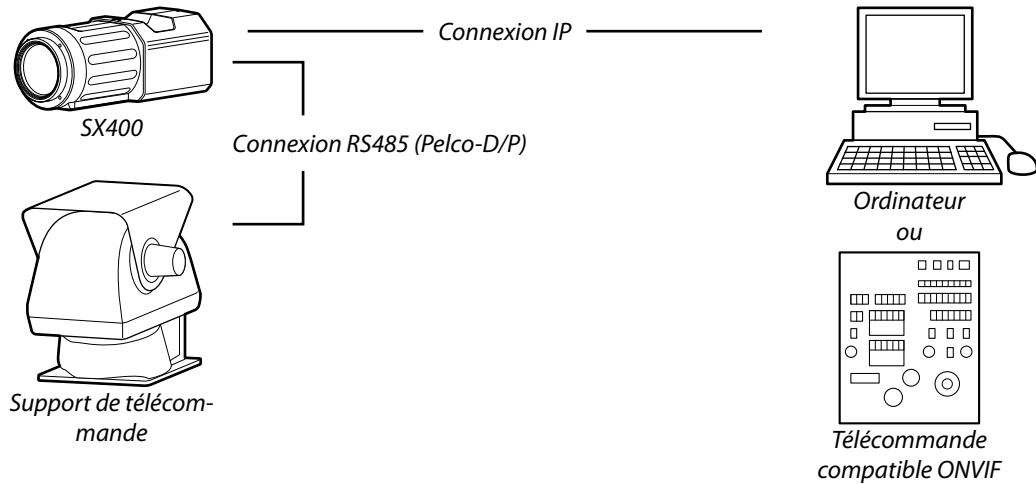 Connexion IP
SX400
Connexion RS485 (Pelco-D/P)
Ordinateur
ou
Support de télécom-
mande
Télécommande
compatible ONVIF